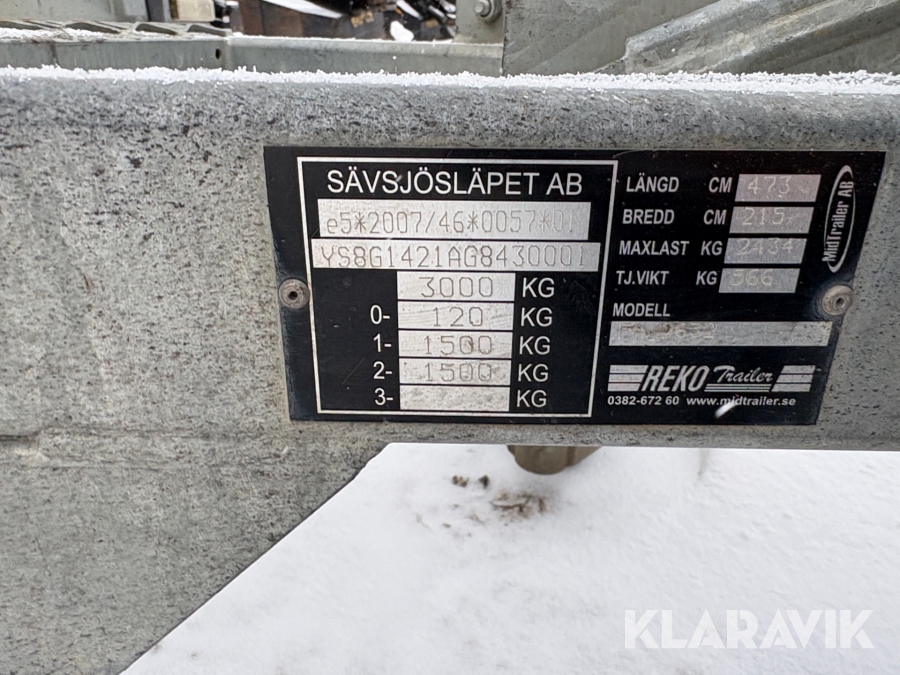 SÄVSJÖSLÄPET AB
e5*2007/46*0057*01
YS8G1421AG8430001
3000 KG
0- 120 KG
1- 1500 KG
2- 1500 KG
3- KG
LÄNGD CM 473
BREDD CM 215
MAXLAST KG 2434
TJ.VIKT KG 566
MODELL
MidTrailer AB
REKO Trailer
0382-672 60 www.midtrailer.se
KLARAVIK